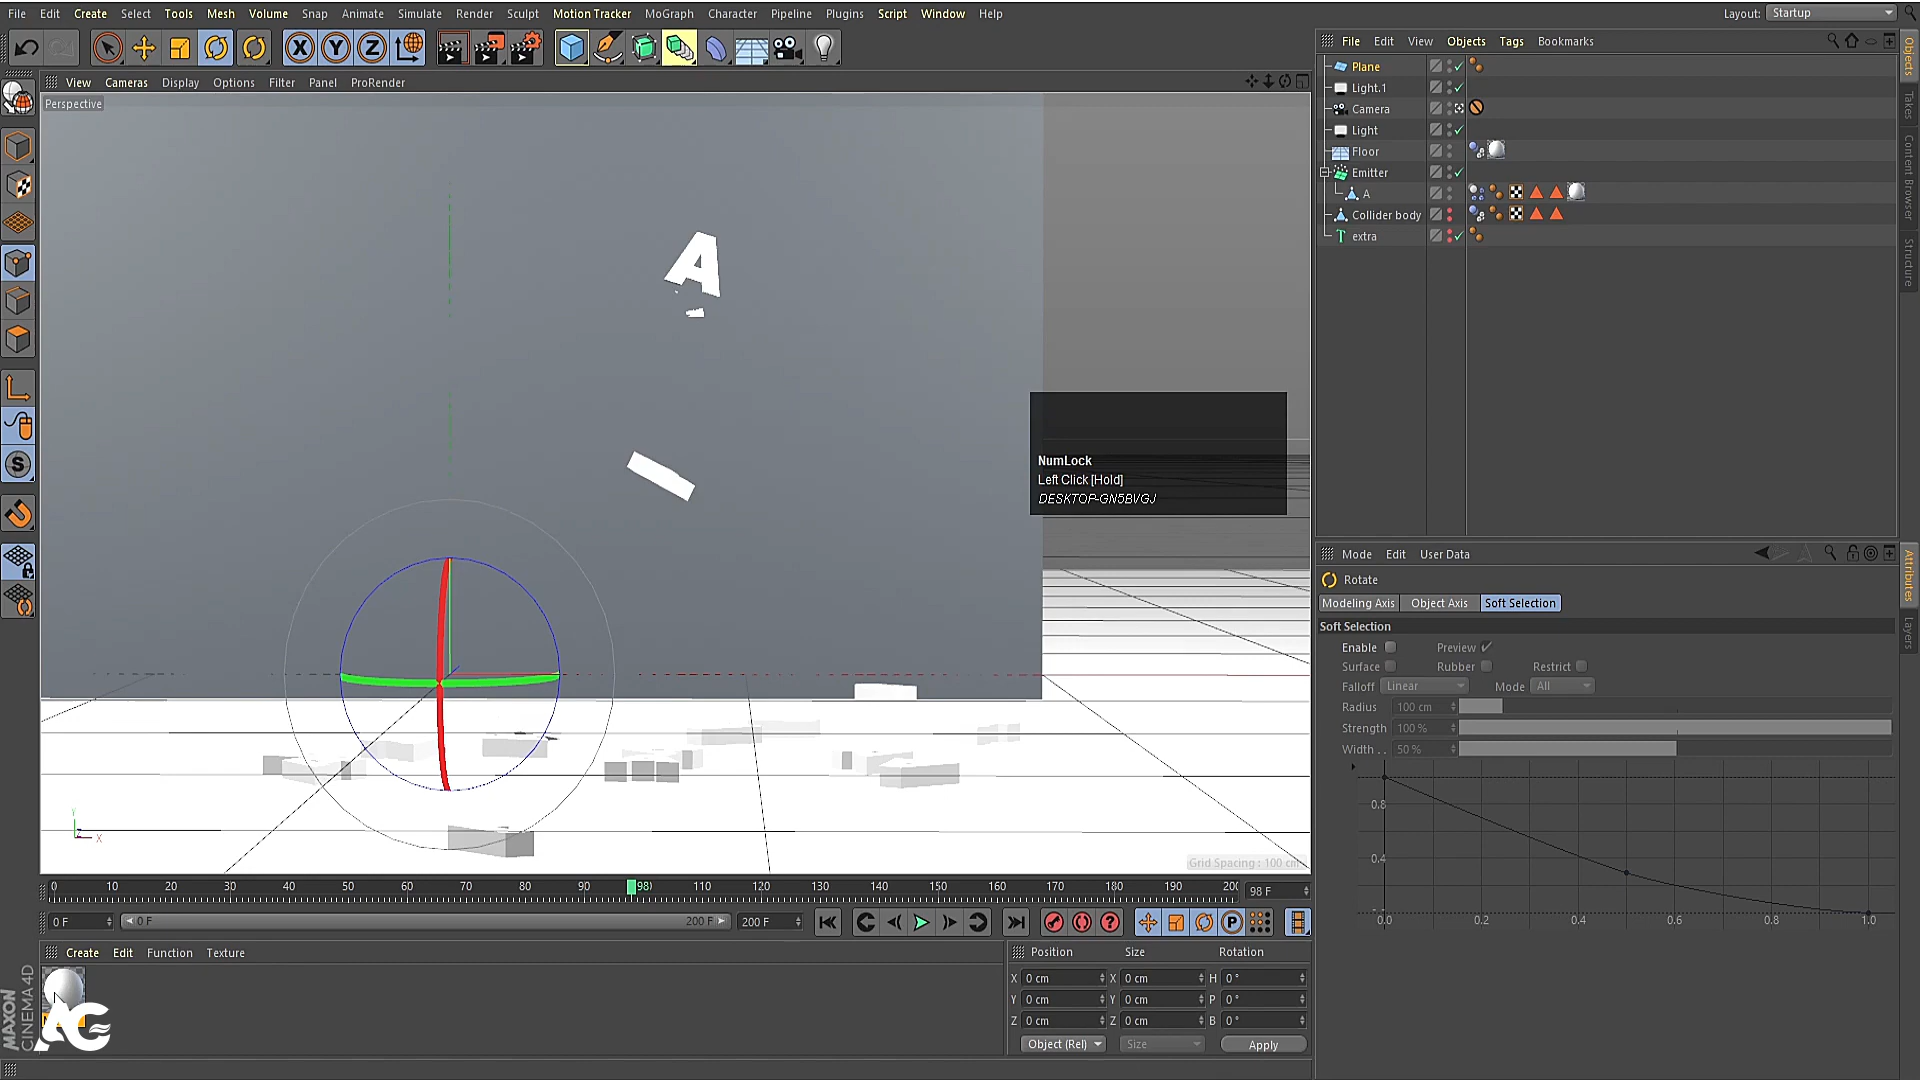 File Edit Create Select Tools Mesh Volume Snap Animate Simulate Render Sculpt Motion Tracker MoGraph Character Pipeline Plugins Script Window Help
Layout: Startup
X Y Z
View Cameras Display Options Filter Panel ProRender
Perspective
A
NumLock
Left Click [Hold]
DESKTOP-GN5BVGJ
Y
Z X
Grid Spacing : 100 cm
0 10 20 30 40 50 60 70 80 90 98 110 120 130 140 150 160 170 180 190 200
98 F
0 F
0 F
200 F
200 F
Create Edit Function Texture
MAXON
CINEMA 4D
AG
Position Size Rotation
X 0 cm X 0 cm H 0 °
Y 0 cm Y 0 cm P 0 °
Z 0 cm Z 0 cm B 0 °
Object (Rel) Size Apply
File Edit View Objects Tags Bookmarks
Plane
Light.1
Camera
Light
Floor
Emitter
A
Collider body
extra
Objects
Takes
Content Browser
Structure
Mode Edit User Data
Rotate
Modeling Axis Object Axis Soft Selection
Soft Selection
Enable Preview
Surface Rubber Restrict
Falloff Linear Mode All
Radius 100 cm
Strength 100 %
Width . . 50 %
0.8
0.4
0.0 0.2 0.4 0.6 0.8 1.0
Attributes
Layers